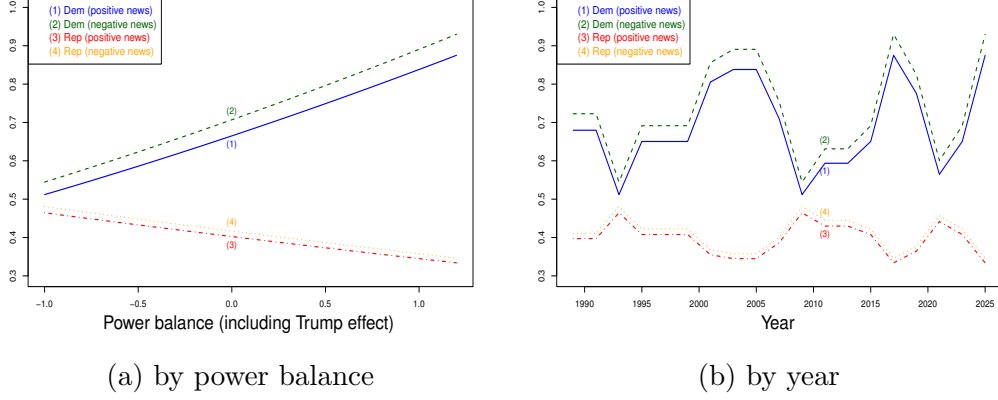 (1) Dem (positive news)
(2) Dem (negative news)
(3) Rep (positive news)
(4) Rep (negative news)
1.0
0.9
0.8
0.7
0.6
0.5
0.4
0.3
(2)
(1)
(4)
(3)
−1.0 −0.5 0.0 0.5 1.0
Power balance (including Trump effect)
(a) by power balance
(1) Dem (positive news)
(2) Dem (negative news)
(3) Rep (positive news)
(4) Rep (negative news)
1.0
0.9
0.8
0.7
0.6
0.5
0.4
0.3
(2)
(1)
(4)
(3)
1990 1995 2000 2005 2010 2015 2020 2025
Year
(b) by year